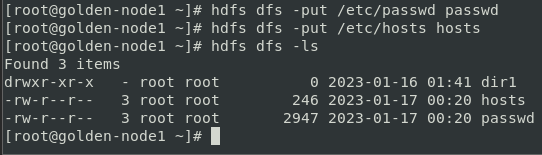 [root@golden-node1 ~]# hdfs dfs -put /etc/passwd passwd
[root@golden-node1 ~]# hdfs dfs -put /etc/hosts hosts
[root@golden-node1 ~]# hdfs dfs -ls
Found 3 items
drwxr-xr-x   - root root          0 2023-01-16 01:41 dir1
-rw-r--r--   3 root root        246 2023-01-17 00:20 hosts
-rw-r--r--   3 root root       2947 2023-01-17 00:20 passwd
[root@golden-node1 ~]#